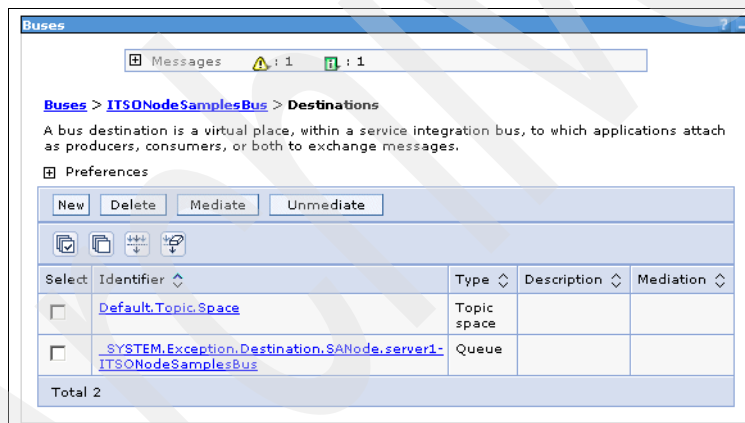 Buses
?
Messages : 1 : 1
Buses > ITSONodeSamplesBus > Destinations
A bus destination is a virtual place, within a service integration bus, to which applications attach
as producers, consumers, or both to exchange messages.
Preferences
New Delete Mediate Unmediate
Select Identifier Type Description Mediation
Default.Topic.Space Topic
space
_SYSTEM.Exception.Destination.SANode.server1- Queue
ITSONodeSamplesBus
Total 2